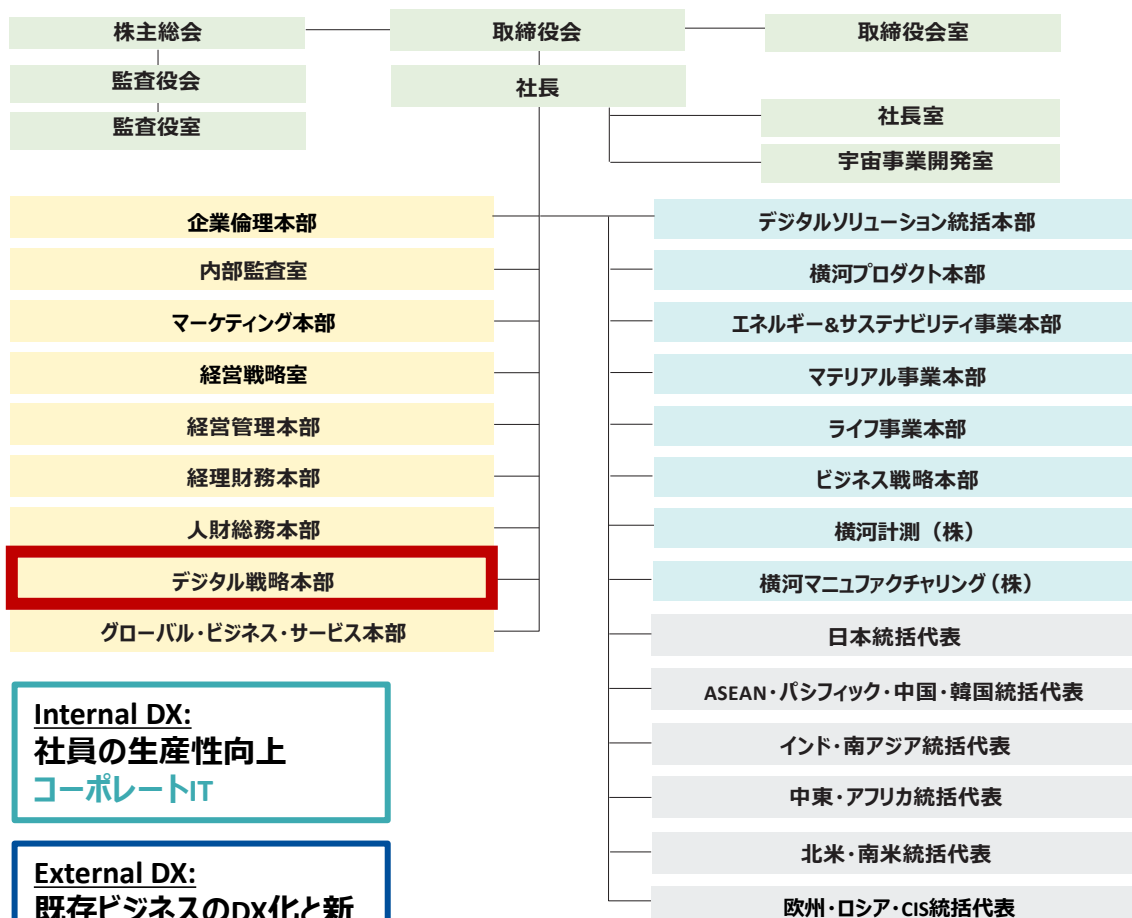 株主総会
取締役会
取締役会室
監査役会
社長
監査役室
社長室
宇宙事業開発室
企業倫理本部
内部監査室
マーケティング本部
経営戦略室
経営管理本部
経理財務本部
人財総務本部
デジタル戦略本部
グローバル・ビジネス・サービス本部
デジタルソリューション統括本部
横河プロダクト本部
エネルギー&サステナビリティ事業本部
マテリアル事業本部
ライフ事業本部
ビジネス戦略本部
横河計測（株）
横河マニュファクチャリング（株）
日本統括代表
ASEAN・パシフィック・中国・韓国統括代表
インド・南アジア統括代表
中東・アフリカ統括代表
北米・南米統括代表
欧州・ロシア・CIS統括代表
Internal DX:
社員の生産性向上
コーポレートIT
External DX:
既存ビジネスのDX化と新